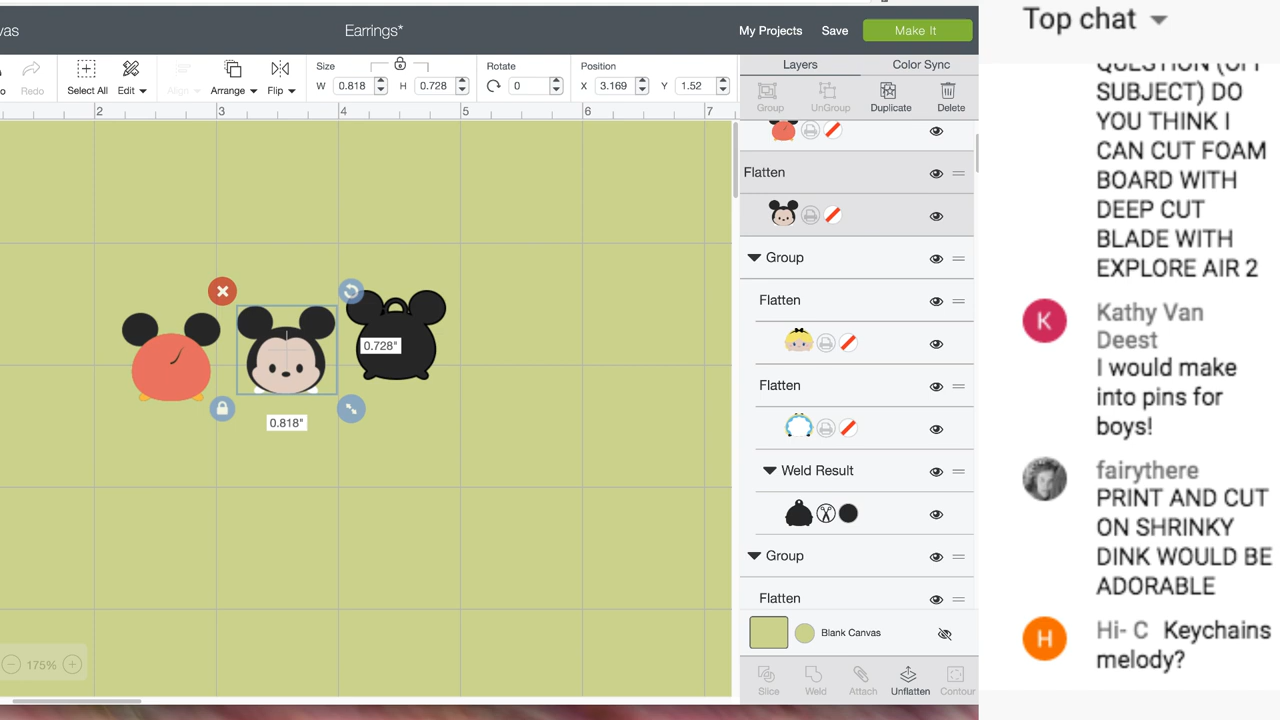 vas
Earrings*
My Projects
Save
Make It
Redo
Select All
Edit
Align
Arrange
Flip
Size
W 0.818
H 0.728
Rotate
0
Position
X 3.169
Y 1.52
Layers
Color Sync
Group
UnGroup
Duplicate
Delete
2 3 4 5 6 7
Flatten
Group
Flatten
Flatten
Weld Result
Group
Flatten
Blank Canvas
0.728"
0.818"
175%
Slice
Weld
Attach
Unflatten
Contour
Top chat
QUESTION (OFF
SUBJECT) DO
YOU THINK I
CAN CUT FOAM
BOARD WITH
DEEP CUT
BLADE WITH
EXPLORE AIR 2
K
Kathy Van
Deest
I would make
into pins for
boys!
fairythere
PRINT AND CUT
ON SHRINKY
DINK WOULD BE
ADORABLE
H
Hi- C Keychains
melody?